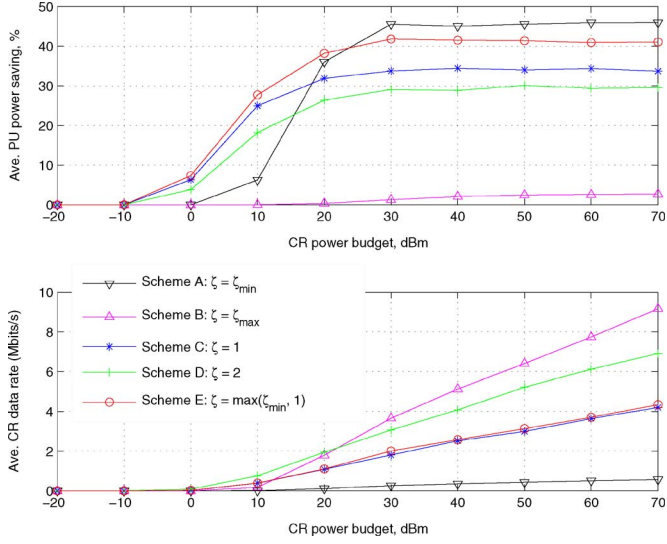 Ave. PU power saving, %
50
40
30
20
10
0
−20 −10 0 10 20 30 40 50 60 70
CR power budget, dBm
Ave. CR data rate (Mbits/s)
10
8
6
4
2
0
−20 −10 0 10 20 30 40 50 60 70
CR power budget, dBm
Scheme A: ζ = ζmin
Scheme B: ζ = ζmax
Scheme C: ζ = 1
Scheme D: ζ = 2
Scheme E: ζ = max(ζmin, 1)